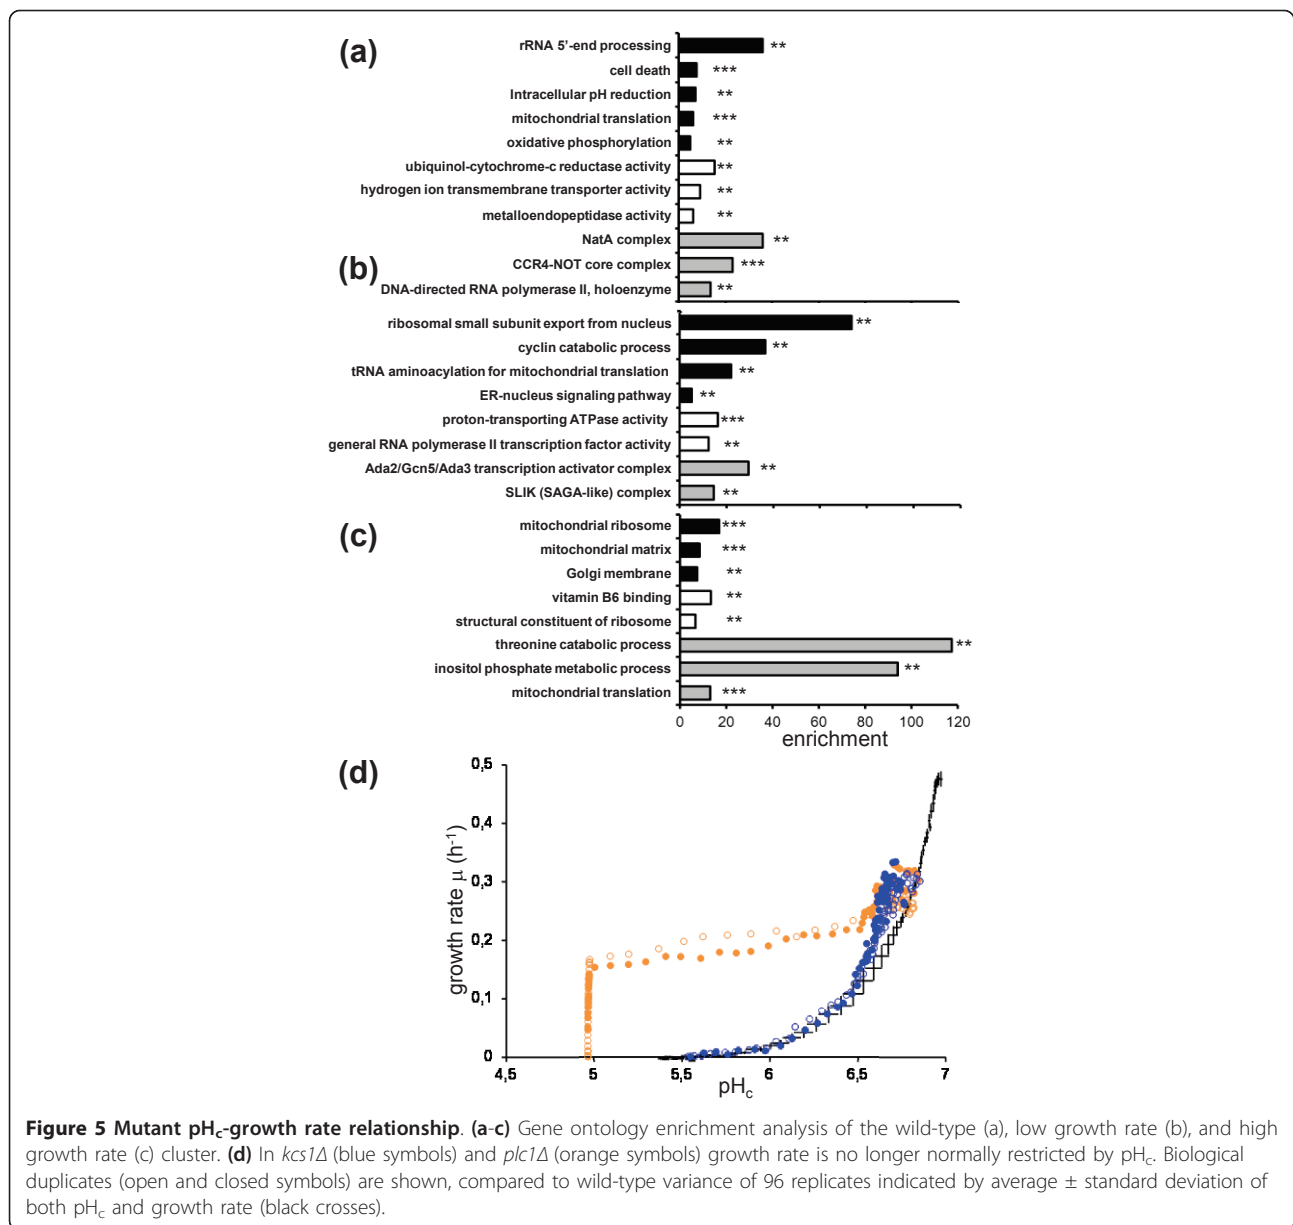 (a)
rRNA 5'-end processing **
cell death ***
Intracellular pH reduction **
mitochondrial translation ***
oxidative phosphorylation **
ubiquinol-cytochrome-c reductase activity **
hydrogen ion transmembrane transporter activity **
metalloendopeptidase activity **
NatA complex **
CCR4-NOT core complex ***
(b)
DNA-directed RNA polymerase II, holoenzyme **
ribosomal small subunit export from nucleus **
cyclin catabolic process **
tRNA aminoacylation for mitochondrial translation **
ER-nucleus signaling pathway **
proton-transporting ATPase activity ***
general RNA polymerase II transcription factor activity **
Ada2/Gcn5/Ada3 transcription activator complex **
SLIK (SAGA-like) complex **
(c)
mitochondrial ribosome ***
mitochondrial matrix ***
Golgi membrane **
vitamin B6 binding **
structural constituent of ribosome **
threonine catabolic process **
inositol phosphate metabolic process **
mitochondrial translation ***
0 20 40 60 80 100 120
enrichment
(d)
growth rate μ (h-1)
0,5
0,4
0,3
0,2
0,1
0
4,5 5 5,5 6 6,5 7
pHc
Figure 5 Mutant pHc-growth rate relationship. (a-c) Gene ontology enrichment analysis of the wild-type (a), low growth rate (b), and high
growth rate (c) cluster. (d) In kcs1Δ (blue symbols) and plc1Δ (orange symbols) growth rate is no longer normally restricted by pHc. Biological
duplicates (open and closed symbols) are shown, compared to wild-type variance of 96 replicates indicated by average ± standard deviation of
both pHc and growth rate (black crosses).